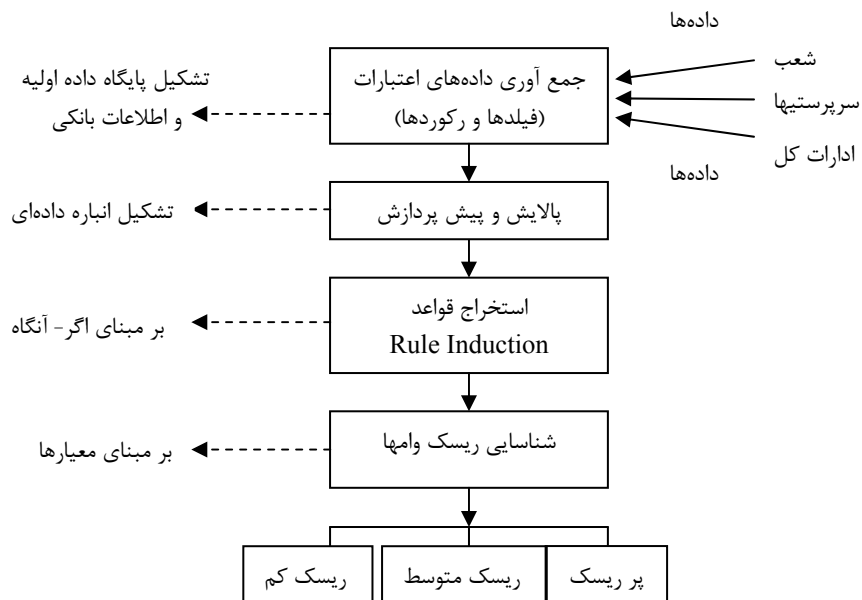 داده‌ها
شعب
سرپرستیها
ادارات کل
داده‌ها
جمع آوری داده‌های اعتبارات
(فیلدها و رکوردها)
تشکیل پایگاه داده اولیه
و اطلاعات بانکی
پالایش و پیش پردازش
تشکیل انباره داده‌ای
استخراج قواعد
Rule Induction
بر مبنای اگر- آنگاه
شناسایی ریسک وامها
بر مبنای معیارها
پر ریسک
ریسک متوسط
ریسک کم